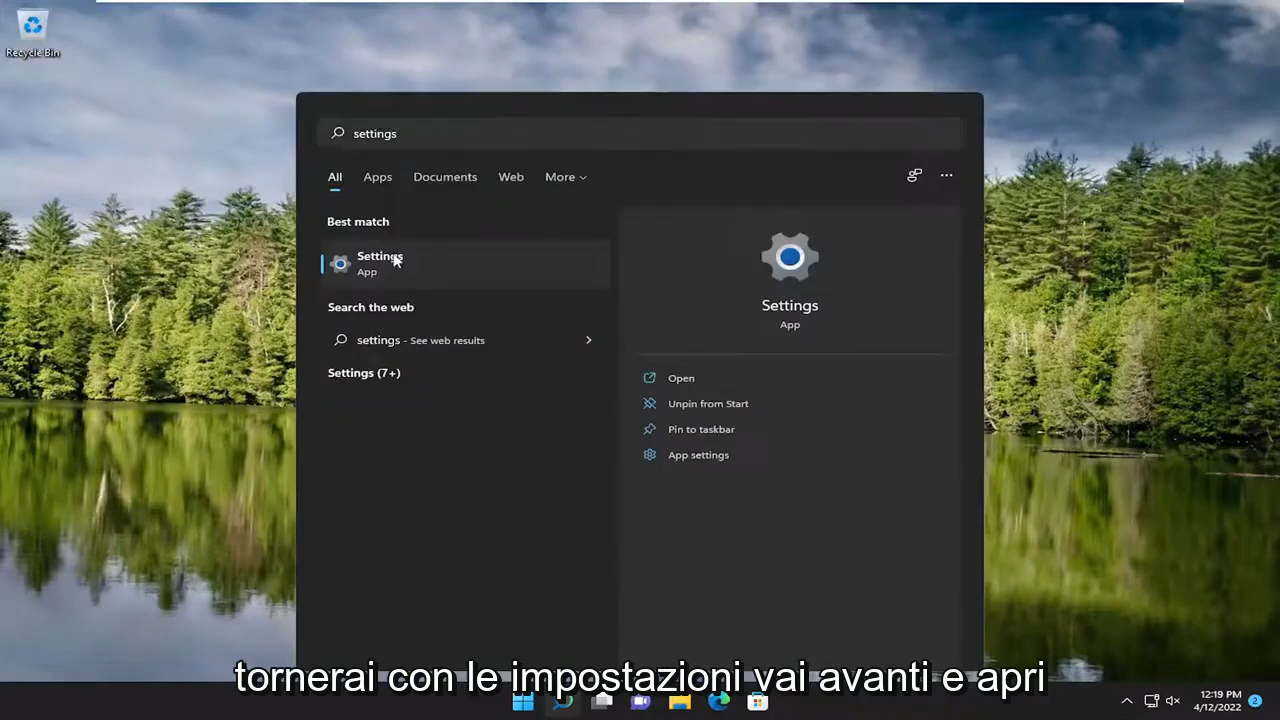 Recycle Bin
settings
All Apps Documents Web More
Best match
Settings
App
Search the web
settings - See web results
Settings (7+)
Settings
App
Open
Unpin from Start
Pin to taskbar
App settings
tornerai con le impostazioni vai avanti e apri
12:19 PM
4/12/2022
2